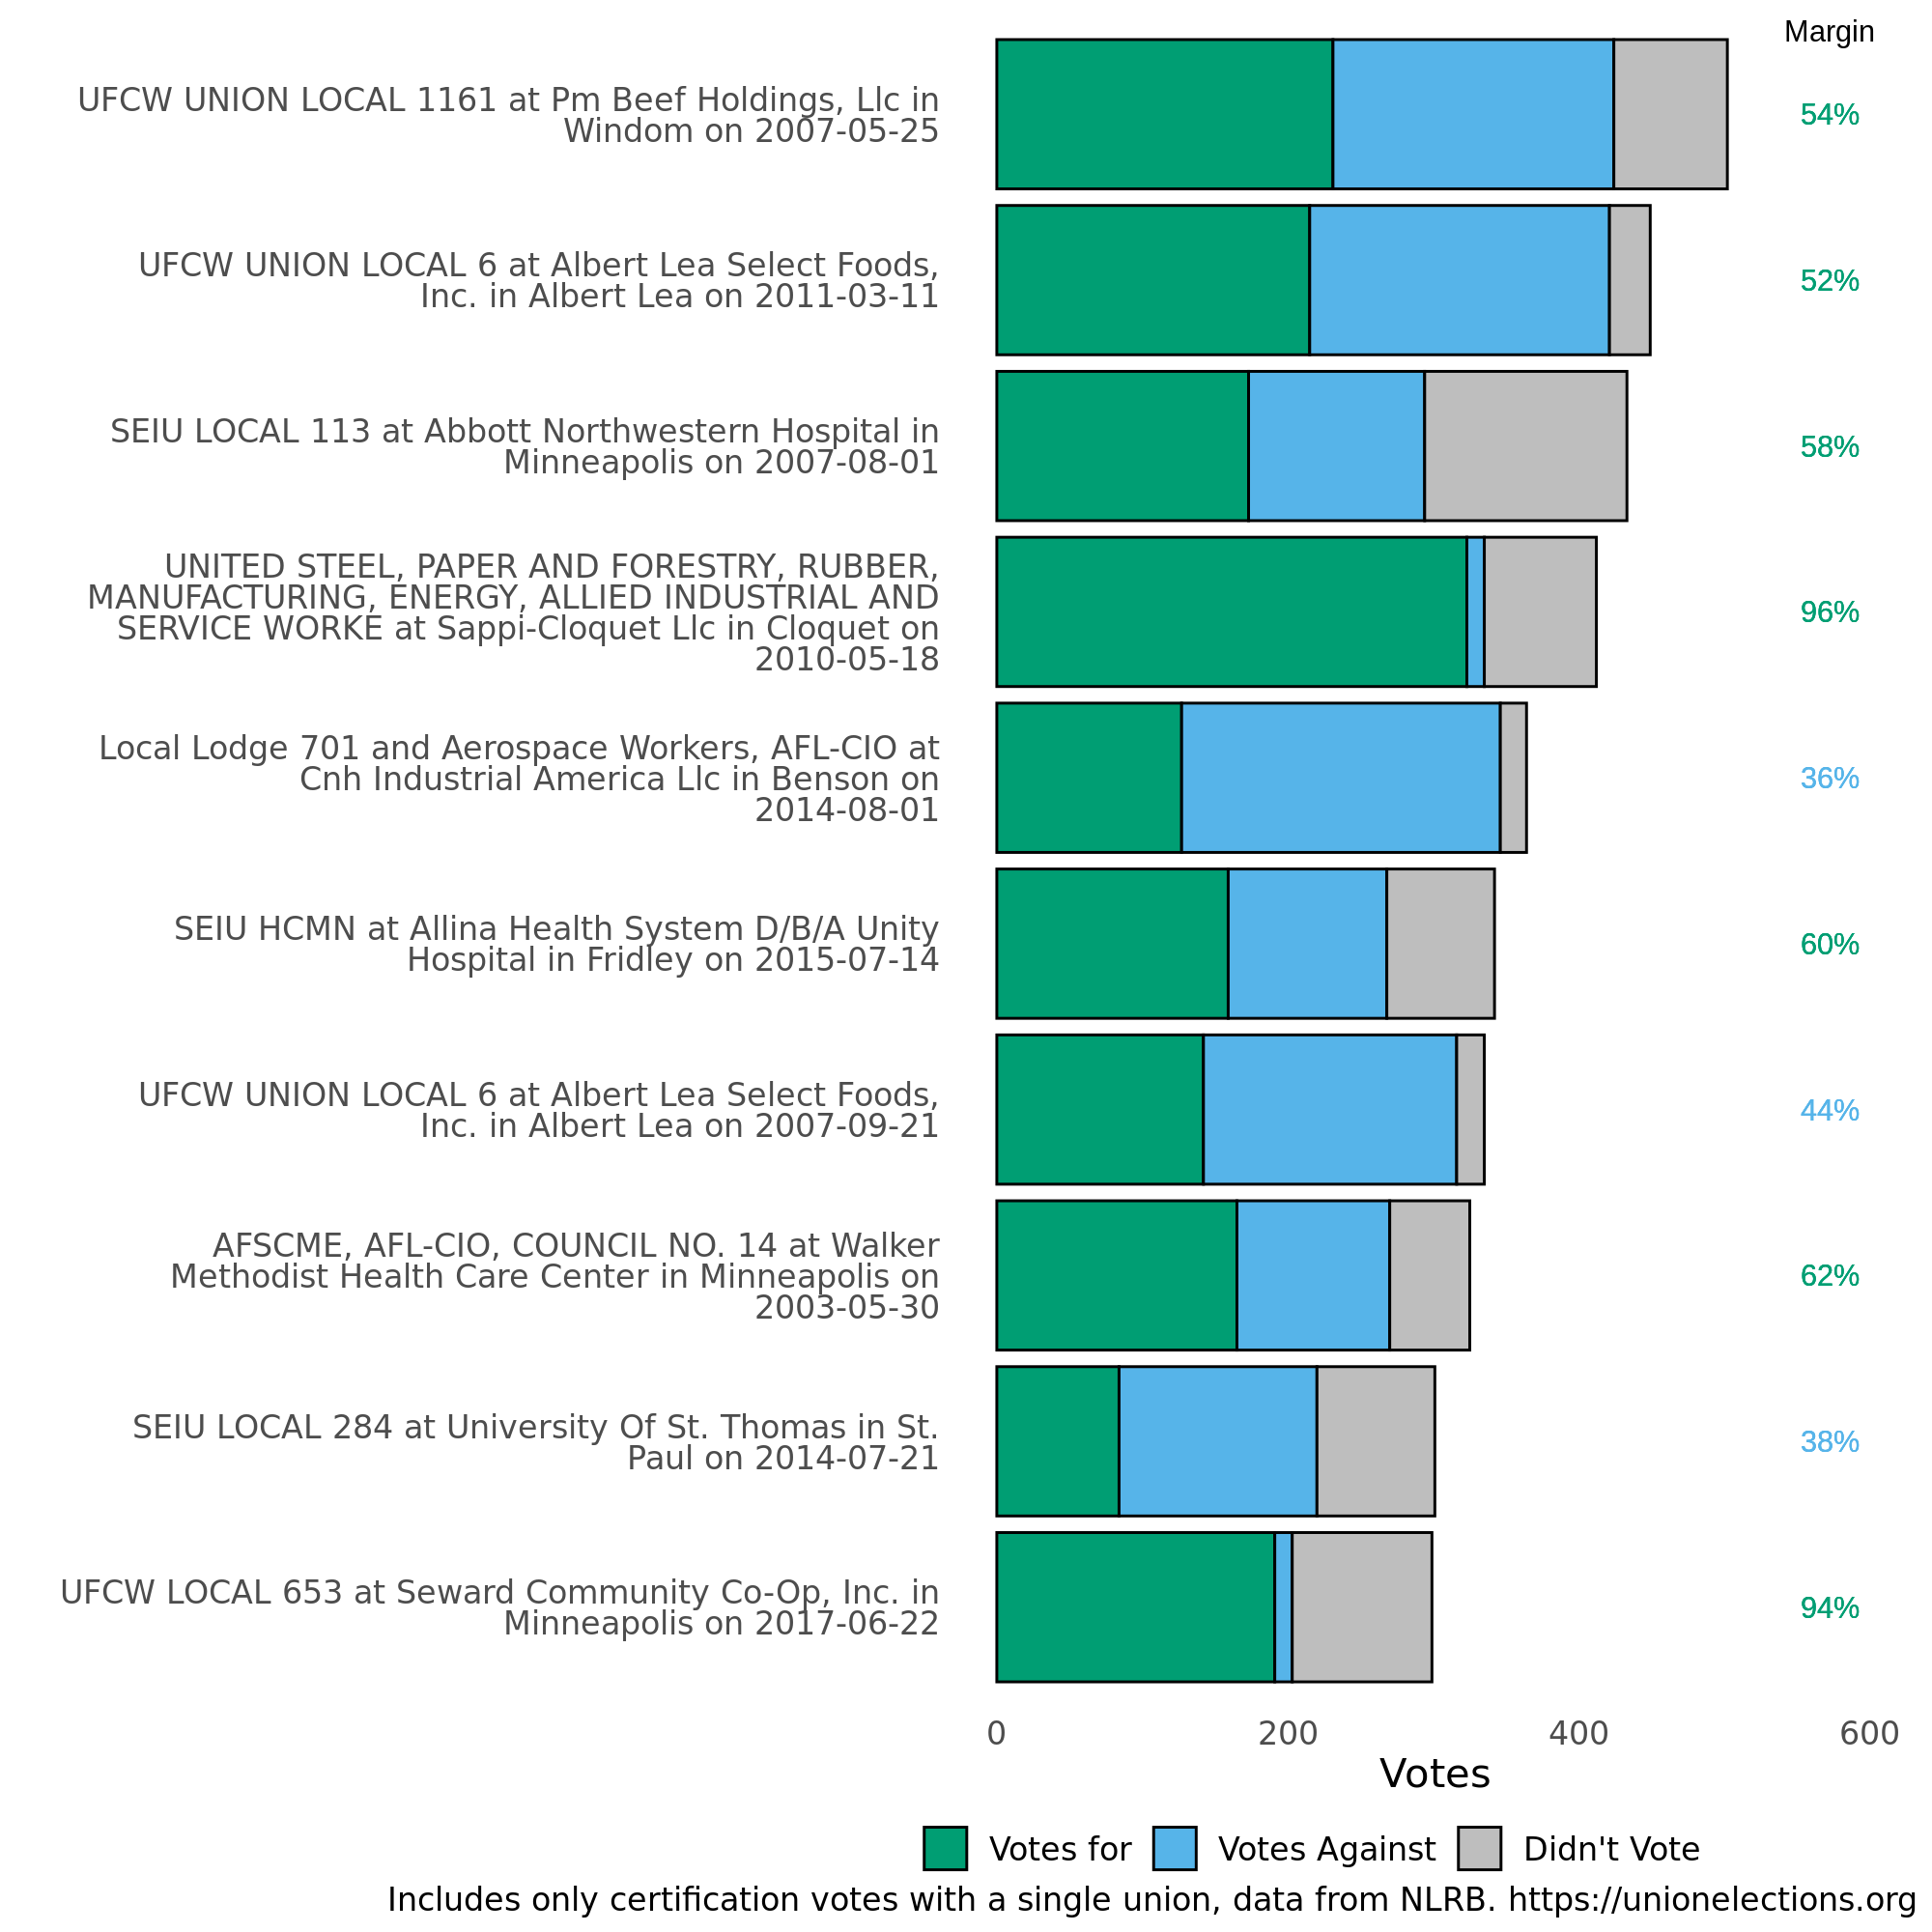 Margin
UFCW UNION LOCAL 1161 at Pm Beef Holdings, Llc in
Windom on 2007-05-25
54%
UFCW UNION LOCAL 6 at Albert Lea Select Foods,
Inc. in Albert Lea on 2011-03-11
52%
SEIU LOCAL 113 at Abbott Northwestern Hospital in
Minneapolis on 2007-08-01
58%
UNITED STEEL, PAPER AND FORESTRY, RUBBER,
MANUFACTURING, ENERGY, ALLIED INDUSTRIAL AND
SERVICE WORKE at Sappi-Cloquet Llc in Cloquet on
2010-05-18
96%
Local Lodge 701 and Aerospace Workers, AFL-CIO at
Cnh Industrial America Llc in Benson on
2014-08-01
36%
SEIU HCMN at Allina Health System D/B/A Unity
Hospital in Fridley on 2015-07-14
60%
UFCW UNION LOCAL 6 at Albert Lea Select Foods,
Inc. in Albert Lea on 2007-09-21
44%
AFSCME, AFL-CIO, COUNCIL NO. 14 at Walker
Methodist Health Care Center in Minneapolis on
2003-05-30
62%
SEIU LOCAL 284 at University Of St. Thomas in St.
Paul on 2014-07-21
38%
UFCW LOCAL 653 at Seward Community Co-Op, Inc. in
Minneapolis on 2017-06-22
94%
0 200 400 600
Votes
Votes for Votes Against Didn't Vote
Includes only certification votes with a single union, data from NLRB. https://unionelections.org